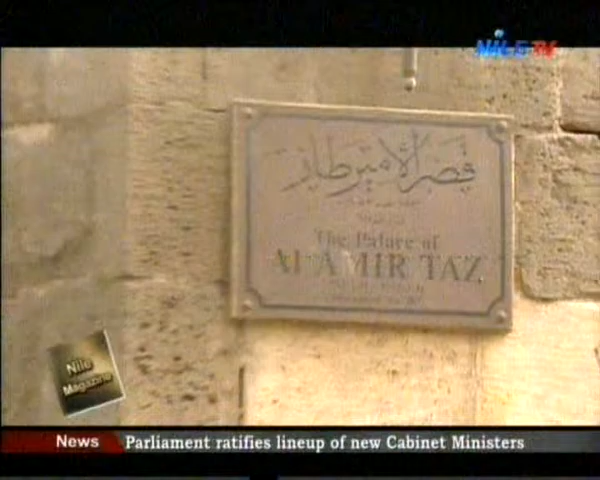 NILE TV
قصر الأمير طاز
The Palace of
AL AMIR TAZ
Nile
Magazine
News
Parliament ratifies lineup of new Cabinet Ministers